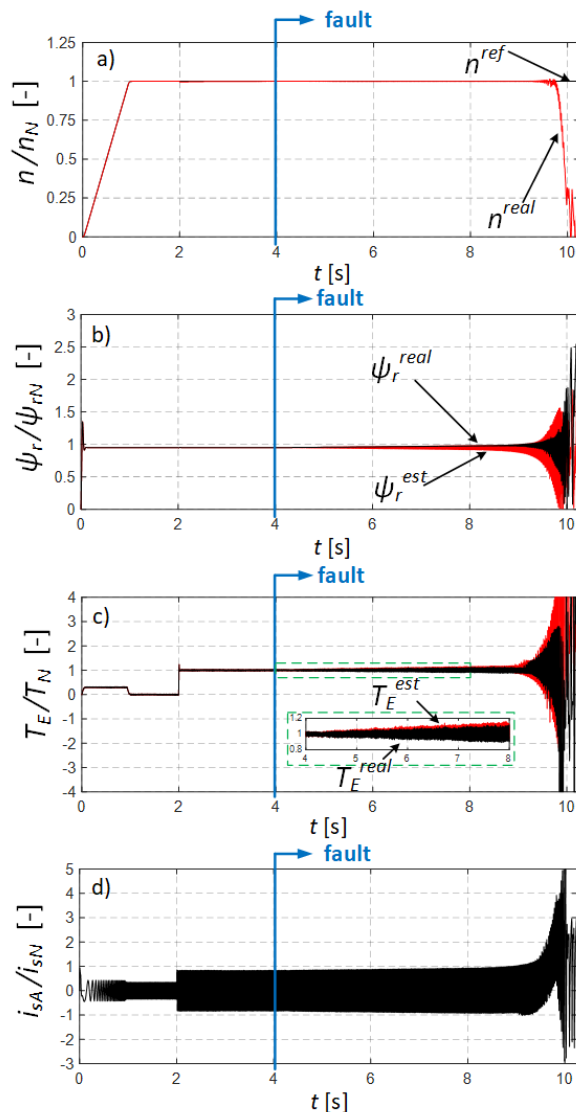 fault
a)
n/n_N [-]
1.25
1
0.75
0.5
0.25
0
n^ref
n^real
0 2 4 6 8 10
t [s]
fault
b)
ψ_r/ψ_rN [-]
3
2.5
2
1.5
1
0.5
0
ψ_r^real
ψ_r^est
0 2 4 6 8 10
t [s]
fault
c)
T_E/T_N [-]
4
3
2
1
0
-1
-2
-3
-4
T_E^est
1.2
1
0.8
4 5 6 7 8
T_E^real
0 2 4 6 8 10
t [s]
fault
d)
i_sA/i_sN [-]
5
4
3
2
1
0
-1
-2
-3
0 2 4 6 8 10
t [s]